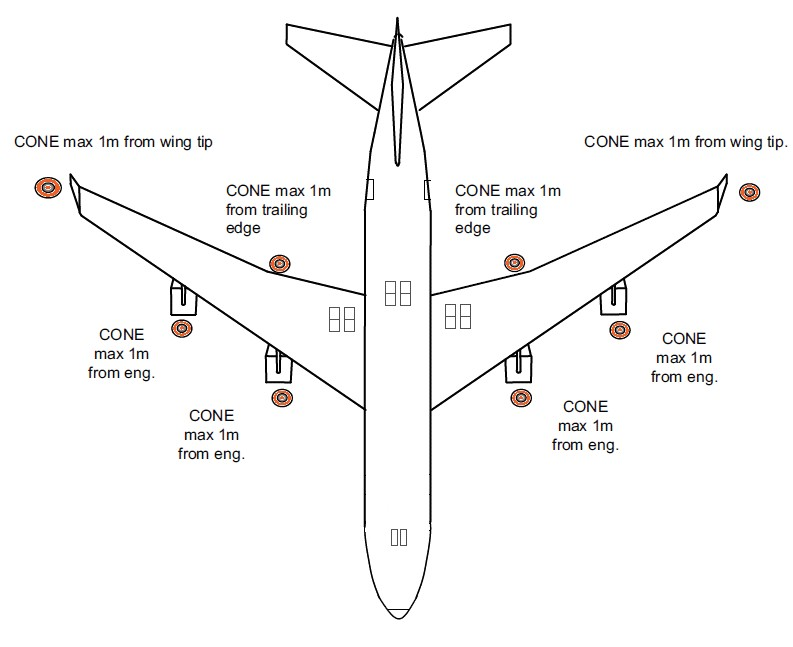 CONE max 1m from wing tip
CONE max 1m from wing tip.
CONE max 1m
from trailing
edge
CONE max 1m
from trailing
edge
CONE
max 1m
from eng.
CONE
max 1m
from eng.
CONE
max 1m
from eng.
CONE
max 1m
from eng.